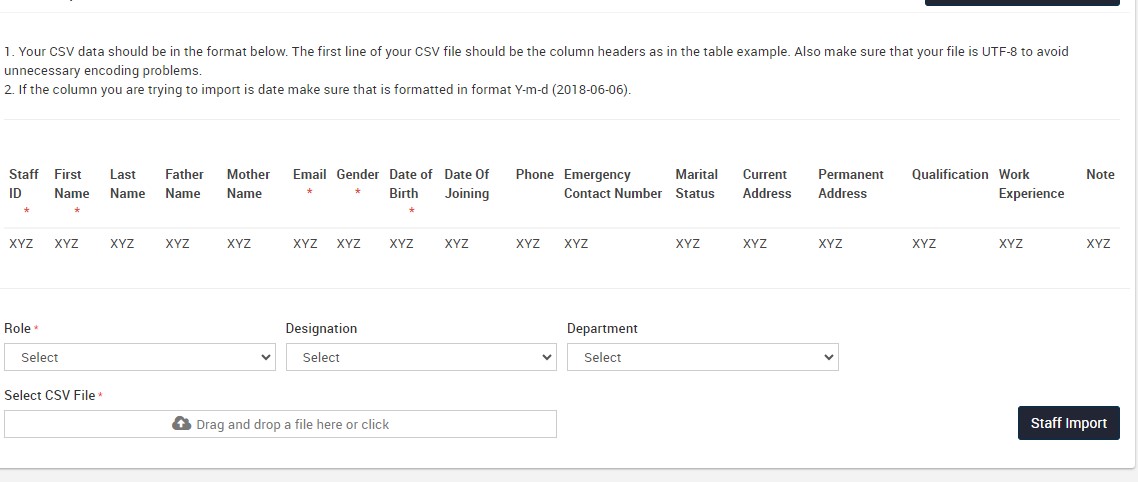 1. Your CSV data should be in the format below. The first line of your CSV file should be the column headers as in the table example. Also make sure that your file is UTF-8 to avoid
unnecessary encoding problems.
2. If the column you are trying to import is date make sure that is formatted in format Y-m-d (2018-06-06).
Staff First Last Father Mother Email Gender Date of Date Of Phone Emergency Marital Current Permanent Qualification Work Note
ID Name Name Name Name * * Birth Joining Contact Number Status Address Address Experience
* * *
XYZ XYZ XYZ XYZ XYZ XYZ XYZ XYZ XYZ XYZ XYZ XYZ XYZ XYZ XYZ XYZ XYZ
Role * Designation Department
Select Select Select
Select CSV File *
Drag and drop a file here or click
Staff Import